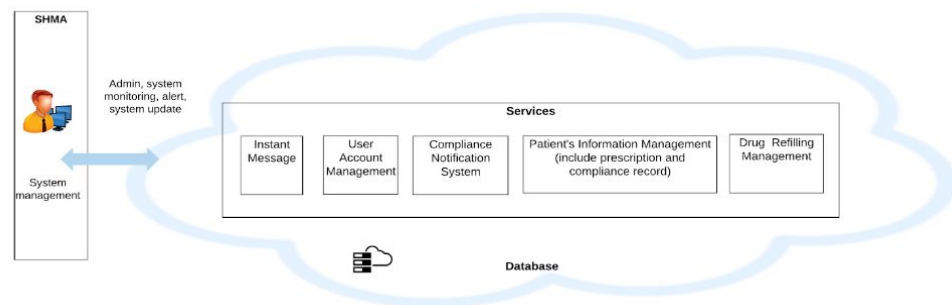 SHMA
Admin, system
monitoring, alert,
system update
System
management
Services
Instant
Message
User
Account
Management
Compliance
Notification
System
Patient's Information Management
(include prescription and
compliance record)
Drug Refilling
Management
Database